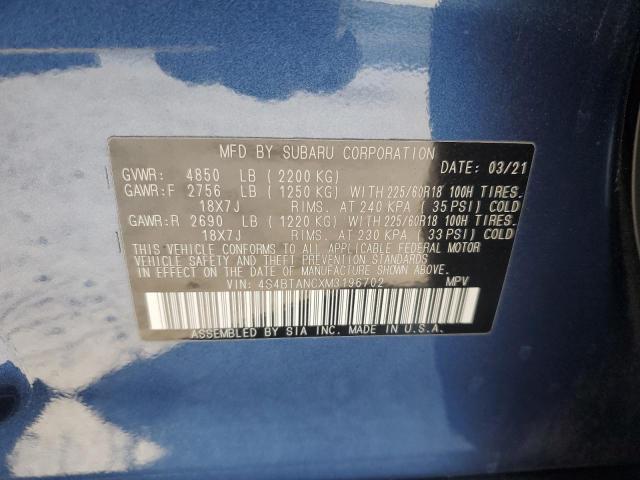 MFD BY SUBARU CORPORATION
DATE: 03/21
GVWR: 4850 LB (2200 KG)
GAWR:F 2756 LB (1250 KG) WITH 225/60R18 100H TIRES.
18X7J RIMS. AT 240 KPA (35 PSI) COLD
GAWR:R 2690 LB (1220 KG) WITH 225/60R18 100H TIRES.
18X7J RIMS. AT 230 KPA (33 PSI) COLD
THIS VEHICLE CONFORMS TO ALL APPLICABLE FEDERAL MOTOR
VEHICLE SAFETY AND THEFT PREVENTION STANDARDS
IN EFFECT ON THE DATE OF MANUFACTURE SHOWN ABOVE.
VIN: 4S4BTANCXM3196702 MPV
ASSEMBLED BY SIA INC. MADE IN U.S.A.